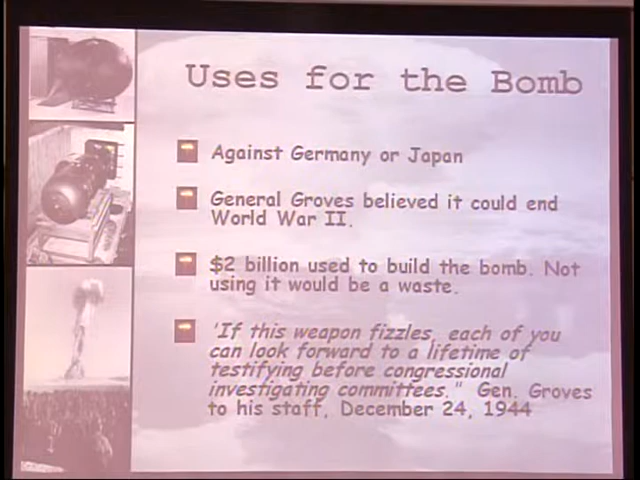 Uses for the Bomb
Against Germany or Japan
General Groves believed it could end
World War II.
$2 billion used to build the bomb. Not
using it would be a waste.
'If this weapon fizzles, each of you
can look forward to a lifetime of
testifying before congressional
investigating committees." Gen. Groves
to his staff, December 24, 1944